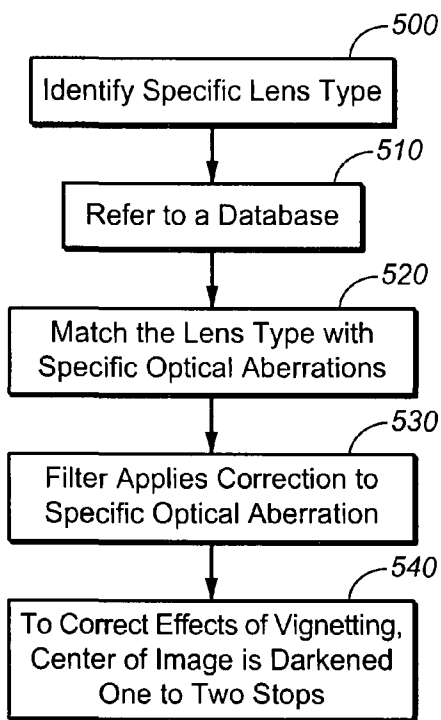 500
Identify Specific Lens Type
510
Refer to a Database
520
Match the Lens Type with
Specific Optical Aberrations
530
Filter Applies Correction to
Specific Optical Aberration
540
To Correct Effects of Vignetting,
Center of Image is Darkened
One to Two Stops